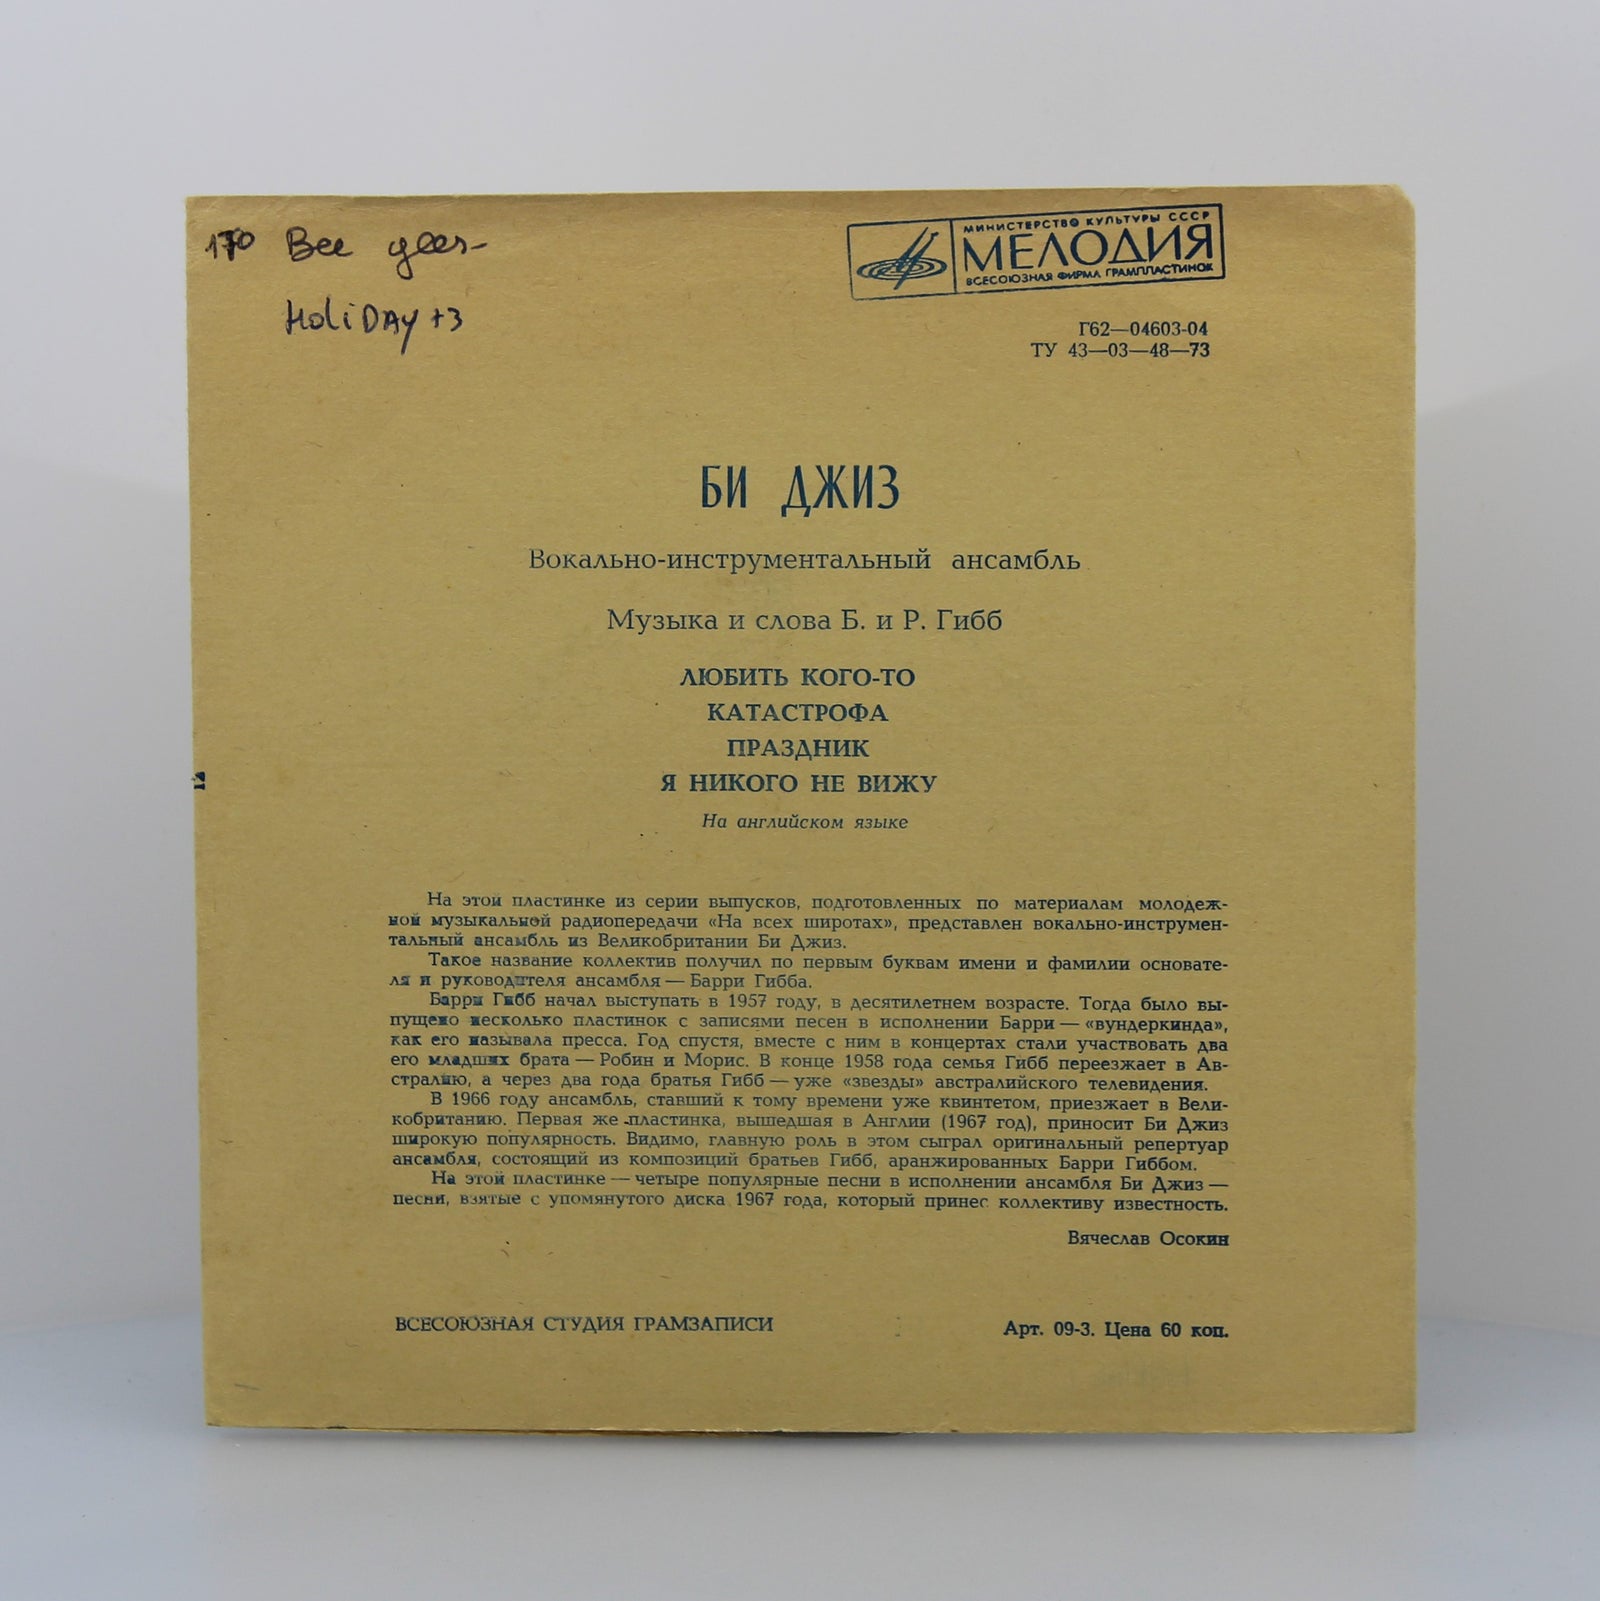 170 Bee gees-
HoliDAy +3
МИНИСТЕРСТВО КУЛЬТУРЫ СССР
МЕЛОДИЯ
ВСЕСОЮЗНАЯ ФИРМА ГРАМПЛАСТИНОК
Г62—04603-04
ТУ 43—03—48—73
БИ ДЖИЗ
Вокально-инструментальный ансамбль
Музыка и слова Б. и Р. Гибб
ЛЮБИТЬ КОГО-ТО
КАТАСТРОФА
ПРАЗДНИК
Я НИКОГО НЕ ВИЖУ
На английском языке
На этой пластинке из серии выпусков, подготовленных по материалам молодеж-
ной музыкальной радиопередачи «На всех широтах», представлен вокально-инструмен-
тальный ансамбль из Великобритании Би Джиз.
Такое название коллектив получил по первым буквам имени и фамилии основате-
ля и руководителя ансамбля — Барри Гибба.
Барри Гибб начал выступать в 1957 году, в десятилетнем возрасте. Тогда было вы-
пущено несколько пластинок с записями песен в исполнении Барри — «вундеркинда»,
как его называла пресса. Год спустя, вместе с ним в концертах стали участвовать два
его младших брата — Робин и Морис. В конце 1958 года семья Гибб переезжает в Ав-
стралию, а через два года братья Гибб — уже «звезды» австралийского телевидения.
В 1966 году ансамбль, ставший к тому времени уже квинтетом, приезжает в Вели-
кобританию. Первая же пластинка, вышедшая в Англии (1967 год), приносит Би Джиз
широкую популярность. Видимо, главную роль в этом сыграл оригинальный репертуар
ансамбля, состоящий из композиций братьев Гибб, аранжированных Барри Гиббом.
На этой пластинке — четыре популярные песни в исполнении ансамбля Би Джиз —
песни, взятые с упомянутого диска 1967 года, который принес коллективу известность.
Вячеслав Осокин
ВСЕСОЮЗНАЯ СТУДИЯ ГРАМЗАПИСИ
Арт. 09-3. Цена 60 коп.